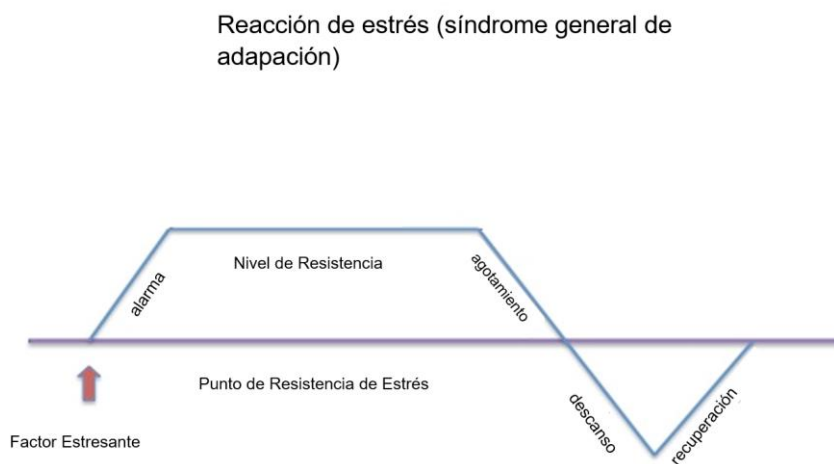 Reacción de estrés (síndrome general de
adapación)
Nivel de Resistencia
alarma
agotamiento
Punto de Resistencia de Estrés
Factor Estresante
descanso
recuperación